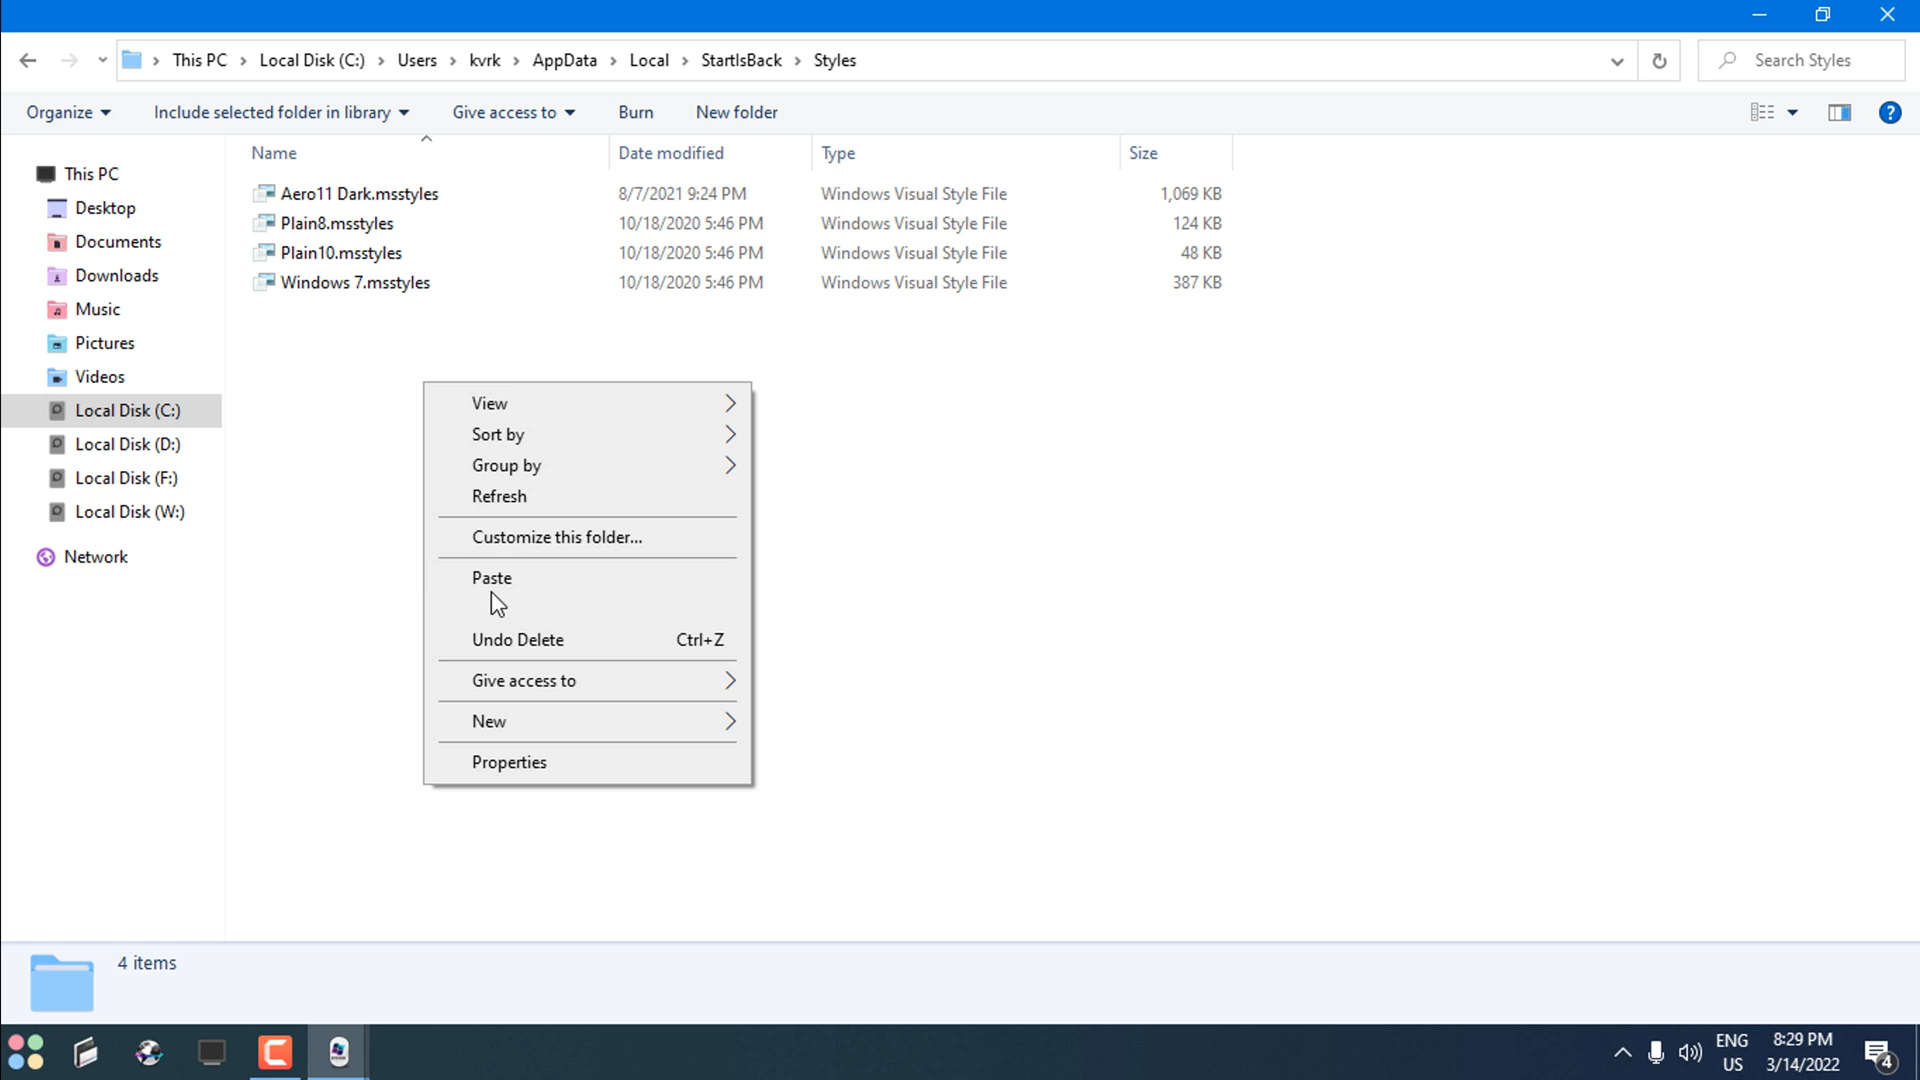 This PC Local Disk (C:) Users kvrk AppData Local StartIsBack Styles Search Styles
Organize Include selected folder in library Give access to Burn New folder
Name Date modified Type Size
Aero11 Dark.msstyles 8/7/2021 9:24 PM Windows Visual Style File 1,069 KB
Plain8.msstyles 10/18/2020 5:46 PM Windows Visual Style File 124 KB
Plain10.msstyles 10/18/2020 5:46 PM Windows Visual Style File 48 KB
Windows 7.msstyles 10/18/2020 5:46 PM Windows Visual Style File 387 KB
This PC
Desktop
Documents
Downloads
Music
Pictures
Videos
Local Disk (C:)
Local Disk (D:)
Local Disk (F:)
Local Disk (W:)
Network
View
Sort by
Group by
Refresh
Customize this folder...
Paste
Undo Delete Ctrl+Z
Give access to
New
Properties
4 items
ENG
US
8:29 PM
3/14/2022
4